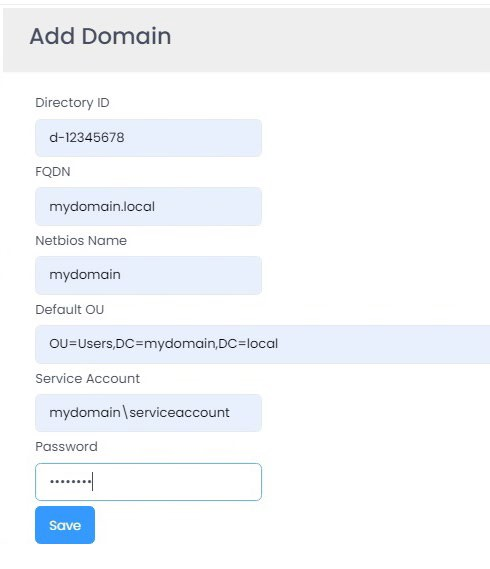 Add Domain
Directory ID
d-12345678
FQDN
mydomain.local
Netbios Name
mydomain
Default OU
OU=Users,DC=mydomain,DC=local
Service Account
mydomain\serviceaccount
Password
••••••••
Save